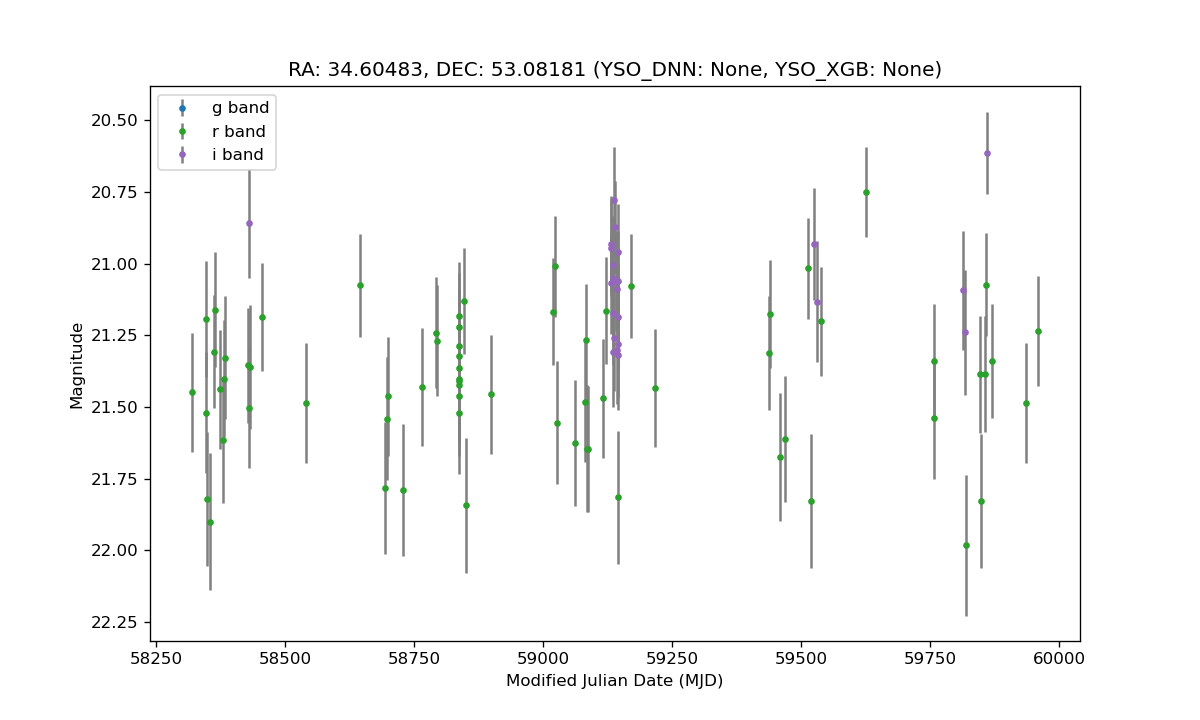 RA: 34.60483, DEC: 53.08181 (YSO_DNN: None, YSO_XGB: None)
g band
r band
i band
20.50
20.75
21.00
21.25
21.50
21.75
22.00
22.25
Magnitude
58250 58500 58750 59000 59250 59500 59750 60000
Modified Julian Date (MJD)